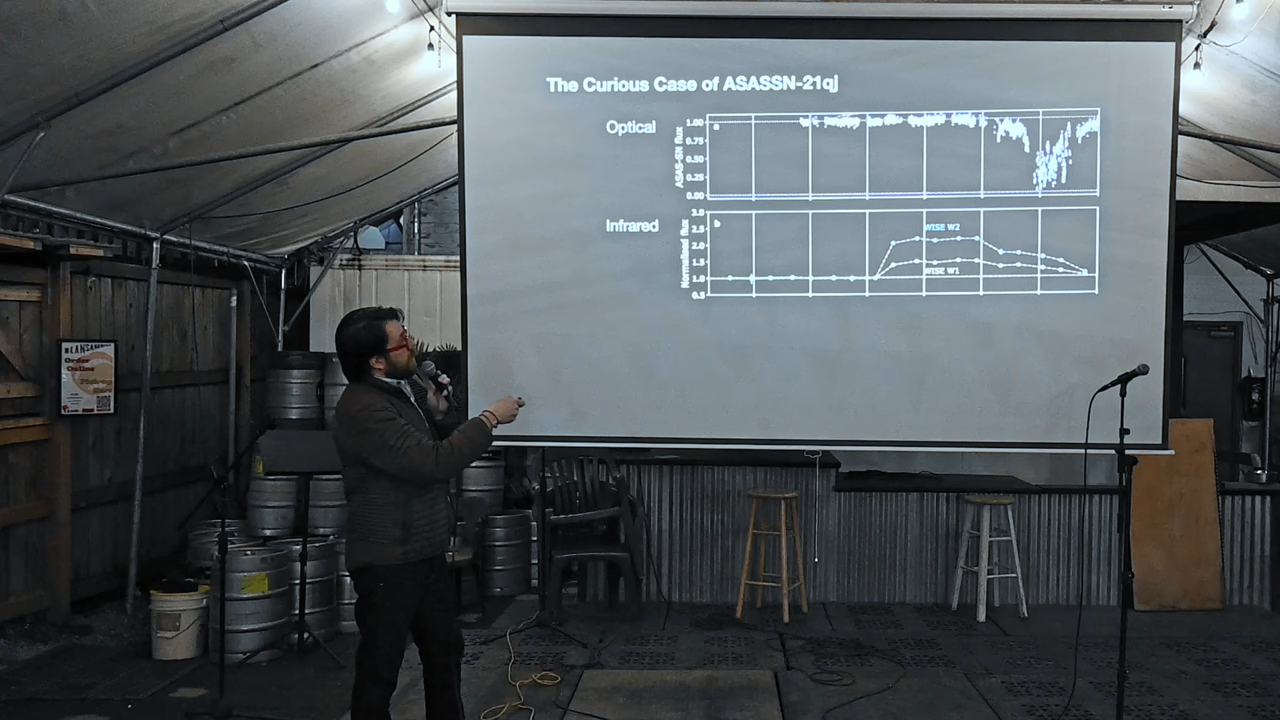 The Curious Case of ASASSN-21qj
Optical
ASAS-SN flux
1.00
0.75
0.50
0.25
0.00
a
Infrared
Normalised flux
3.0
2.5
2.0
1.5
1.0
0.5
b
WISE W2
WISE W1
Order
Online